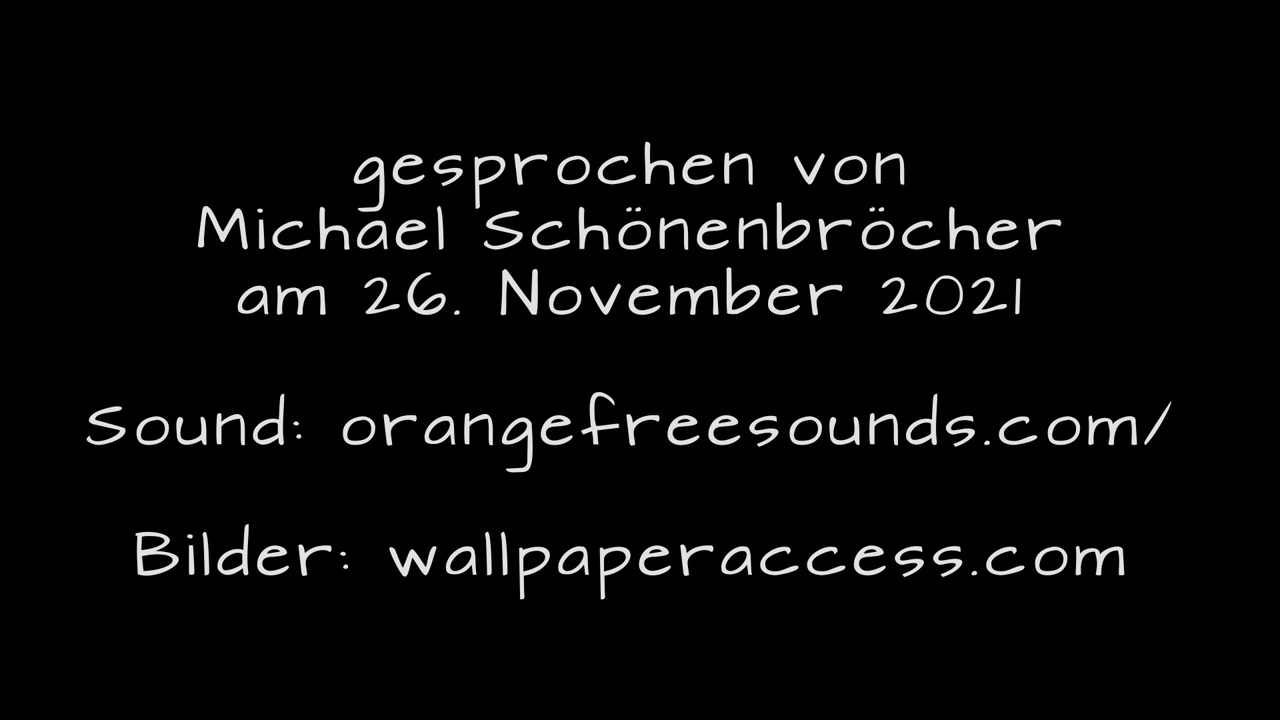 gesprochen von
Michael Schönenbröcher
am 26. November 2021
Sound: orangefreesounds.com/
Bilder: wallpaperaccess.com